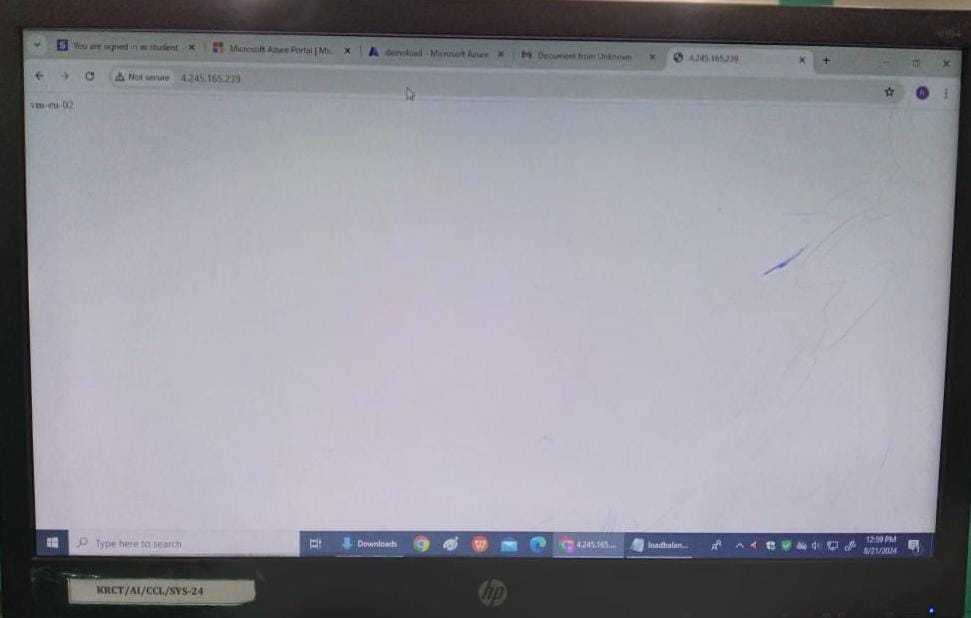 V194
You are signed in as student
Microsoft Azure Portal | Mic
demoload - Microsoft Azure
Document from Unknown
4.245.165.239
Not secure 4.245.165.239
vm-eu-02
Type here to search
Downloads
4.245.165....
loadbalan...
12:59 PM
8/21/2024
KRCT/AI/CCL/SYS-24
hp